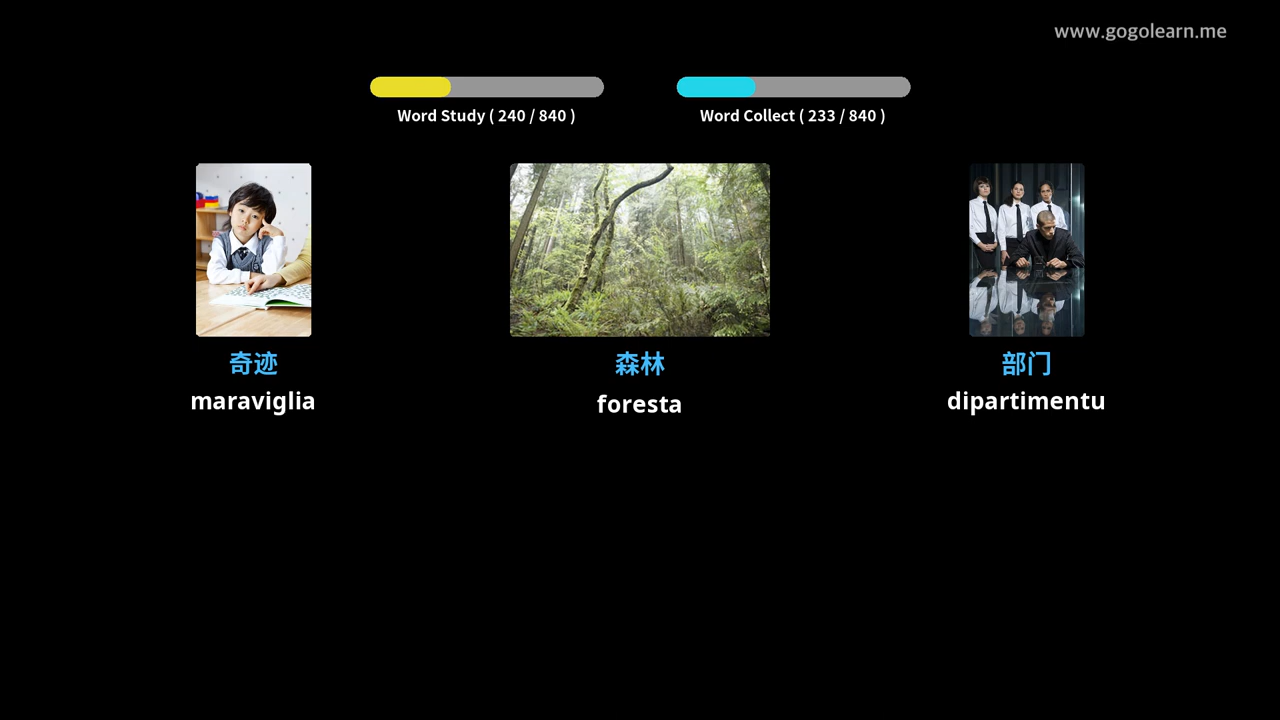 www.gogolearn.me
Word Study ( 240 / 840 )
Word Collect ( 233 / 840 )
奇迹
maraviglia
森林
foresta
部门
dipartimentu